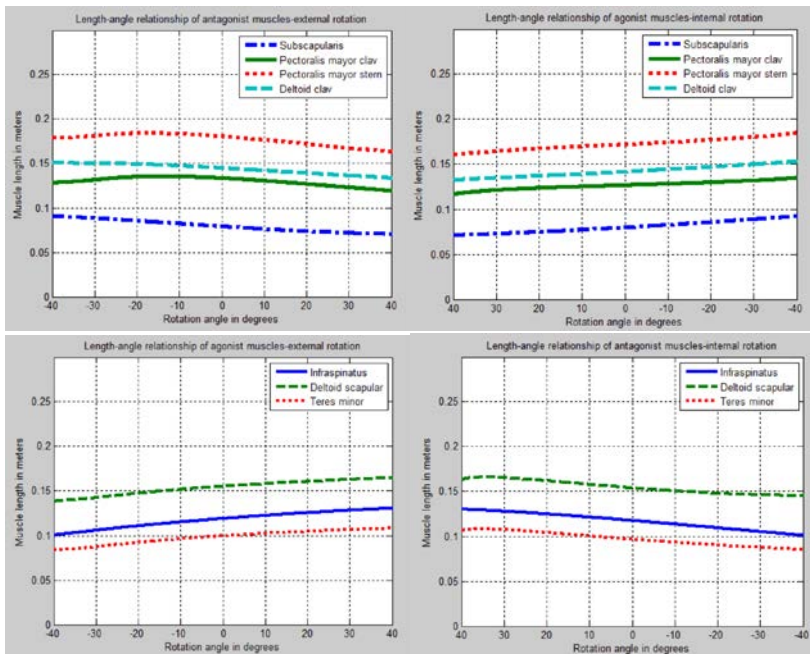 Length-angle relationship of antagonist muscles-external rotation
Subscapularis
Pectoralis mayor clav
Pectoralis mayor stern
Deltoid clav
Muscle length in meters
0.25
0.2
0.15
0.1
0.05
0
-40 -30 -20 -10 0 10 20 30 40
Rotation angle in degrees
Length-angle relationship of agonist muscles-internal rotation
Subscapularis
Pectoralis mayor clav
Pectoralis mayor stern
Deltoid clav
Muscle length in meters
0.25
0.2
0.15
0.1
0.05
0
40 30 20 10 0 -10 -20 -30 -40
Rotation angle in degrees
Length-angle relationship of agonist muscles-external rotation
Infraspinatus
Deltoid scapular
Teres minor
Muscle length in meters
0.25
0.2
0.15
0.1
0.05
0
-40 -30 -20 -10 0 10 20 30 40
Rotation angle in degrees
Length-angle relationship of antagonist muscles-internal rotation
Infraspinatus
Deltoid scapular
Teres minor
Muscle length in meters
0.25
0.2
0.15
0.1
0.05
0
40 30 20 10 0 -10 -20 -30 -40
Rotation angle in degrees